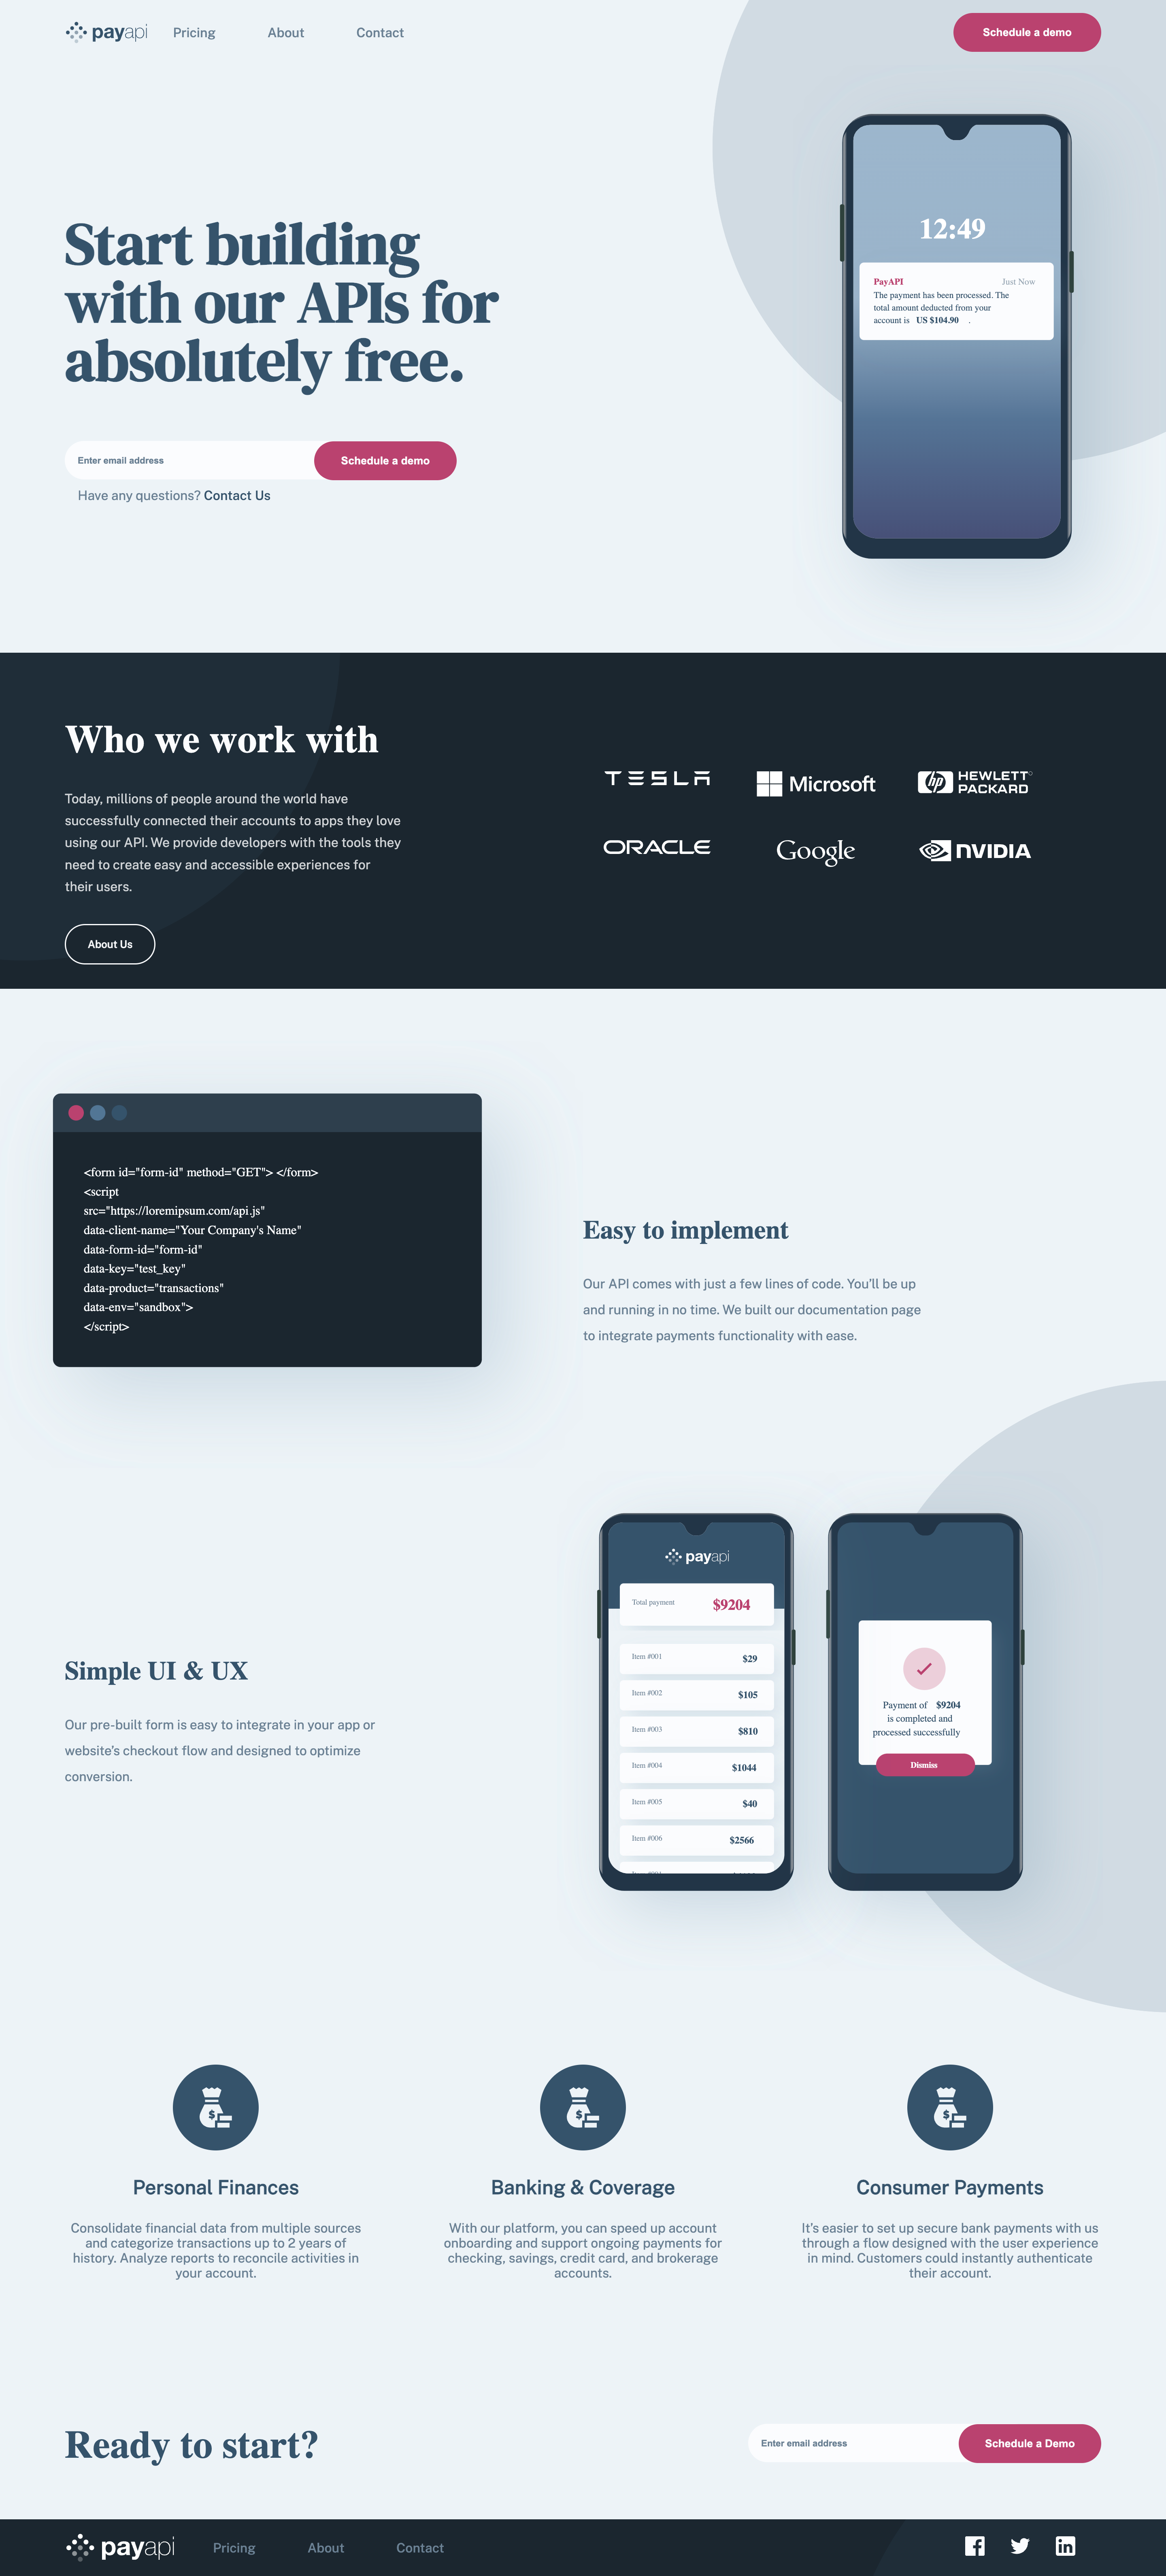 payapi Pricing About Contact Schedule a demo
12:49
PayAPI Just Now
The payment has been processed. The
total amount deducted from your
account is US $104.90 .
Start building
with our APIs for
absolutely free.
Enter email address Schedule a demo
Have any questions? Contact Us
Who we work with
Today, millions of people around the world have
successfully connected their accounts to apps they love
using our API. We provide developers with the tools they
need to create easy and accessible experiences for
their users.
About Us
TESLA Microsoft HEWLETT
hp PACKARD
ORACLE Google NVIDIA
<form id="form-id" method="GET"> </form>
<script
src="https://loremipsum.com/api.js"
data-client-name="Your Company's Name"
data-form-id="form-id"
data-key="test_key"
data-product="transactions"
data-env="sandbox">
</script>
Easy to implement
Our API comes with just a few lines of code. You’ll be up
and running in no time. We built our documentation page
to integrate payments functionality with ease.
Simple UI & UX
Our pre-built form is easy to integrate in your app or
website’s checkout flow and designed to optimize
conversion.
payapi
Total payment $9204
Item #001 $29
Item #002 $105
Item #003 $810
Item #004 $1044
Item #005 $40
Item #006 $2566
Payment of $9204
is completed and
processed successfully
Dismiss
$
Personal Finances
Consolidate financial data from multiple sources
and categorize transactions up to 2 years of
history. Analyze reports to reconcile activities in
your account.
$
Banking & Coverage
With our platform, you can speed up account
onboarding and support ongoing payments for
checking, savings, credit card, and brokerage
accounts.
$
Consumer Payments
It’s easier to set up secure bank payments with us
through a flow designed with the user experience
in mind. Customers could instantly authenticate
their account.
Ready to start?
Enter email address Schedule a Demo
payapi Pricing About Contact